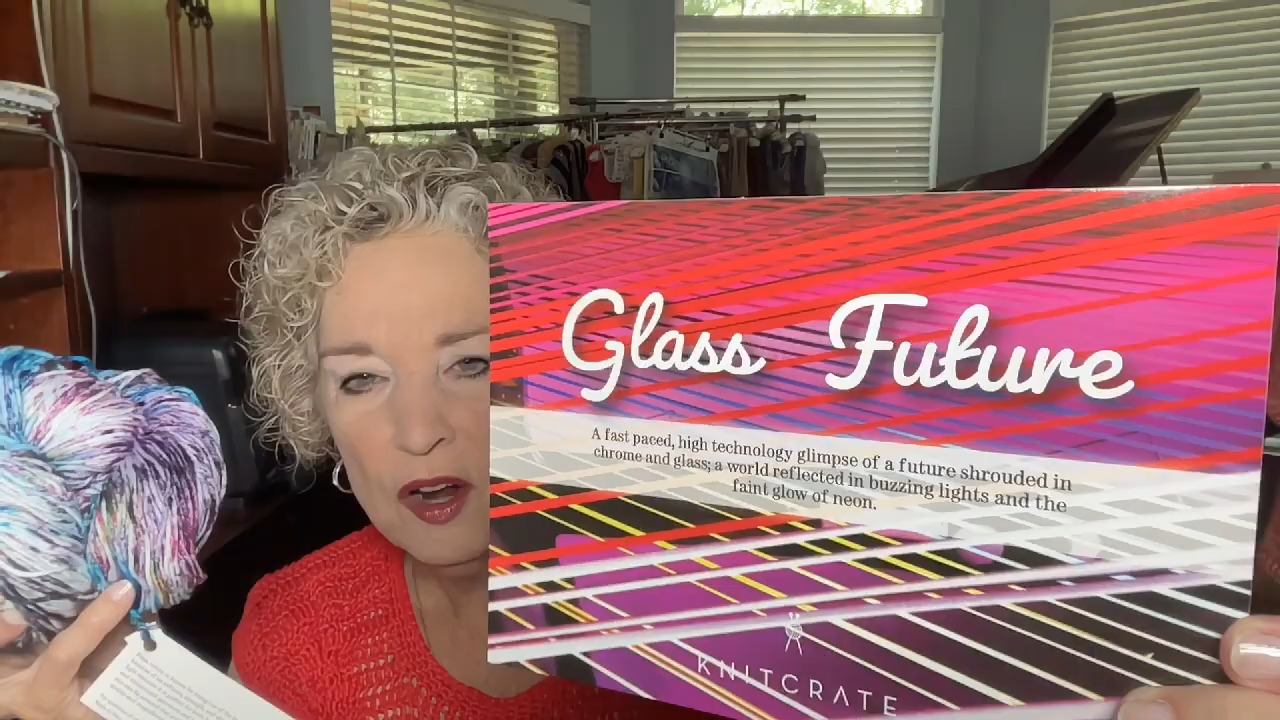 Glass Future
A fast paced, high technology glimpse of a future shrouded in
chrome and glass; a world reflected in buzzing lights and the
faint glow of neon.
KNITCRATE